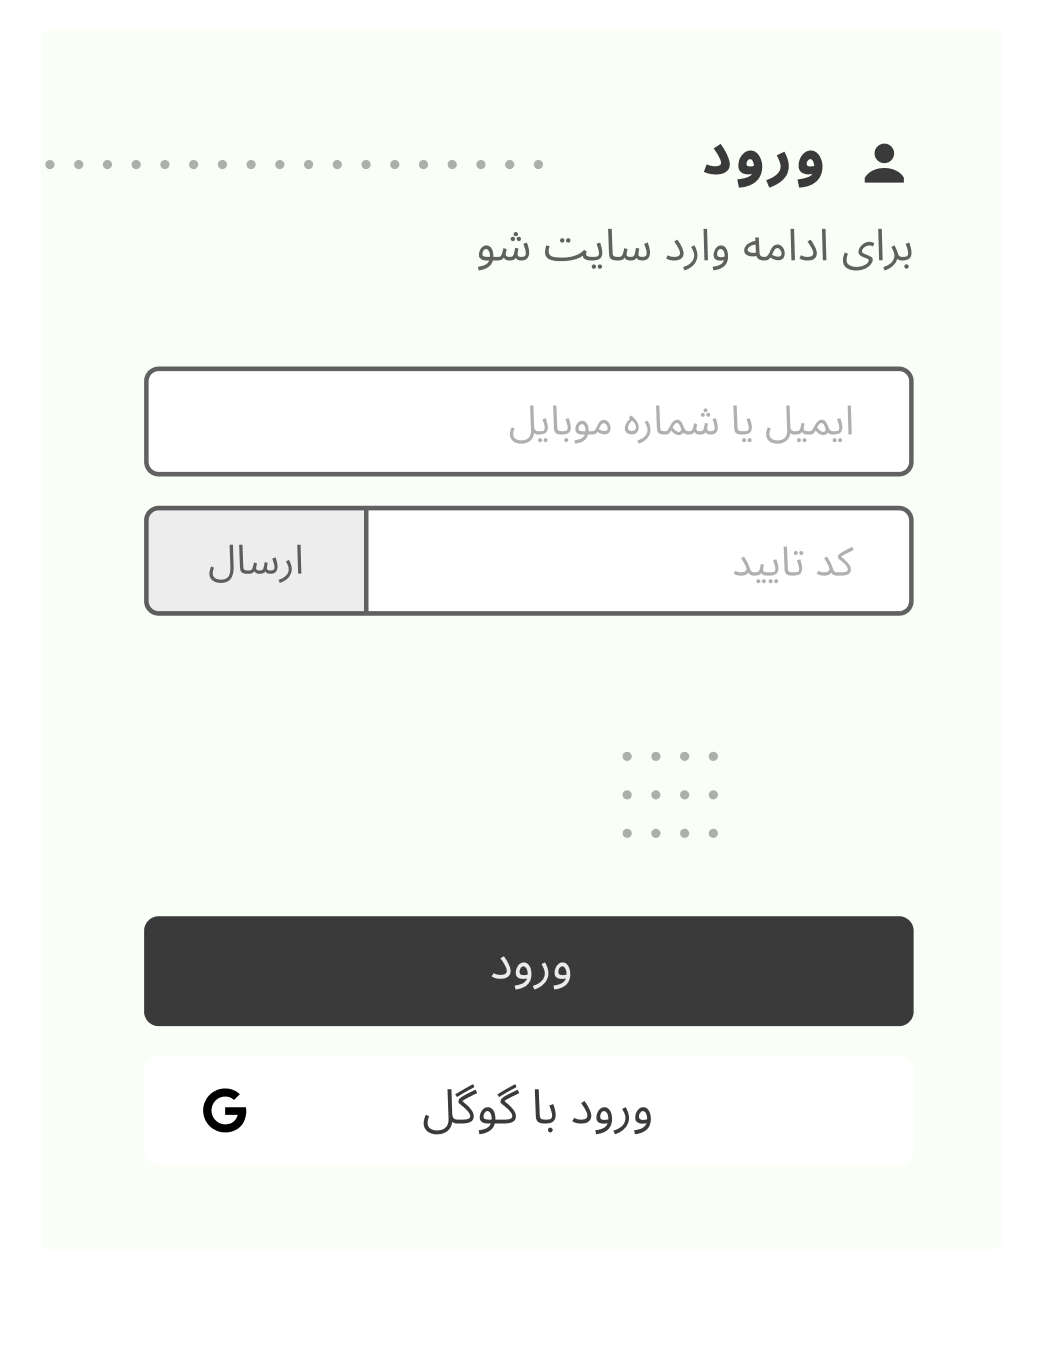 ورود
برای ادامه وارد سایت شو
ایمیل یا شماره موبایل
کد تایید
ارسال
ورود
ورود با گوگل
G